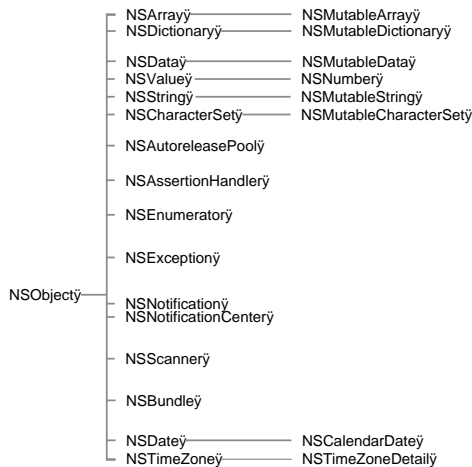 NSArrayÿ NSMutableArrayÿ
NSDictionaryÿ NSMutableDictionaryÿ
NSDataÿ NSMutableDataÿ
NSValueÿ NSNumberÿ
NSStringÿ NSMutableStringÿ
NSCharacterSetÿ NSMutableCharacterSetÿ
NSAutoreleasePoolÿ
NSAssertionHandlerÿ
NSEnumeratorÿ
NSExceptionÿ
NSObjectÿ
NSNotificationÿ
NSNotificationCenterÿ
NSScannerÿ
NSBundleÿ
NSDateÿ NSCalendarDateÿ
NSTimeZoneÿ NSTimeZoneDetailÿ